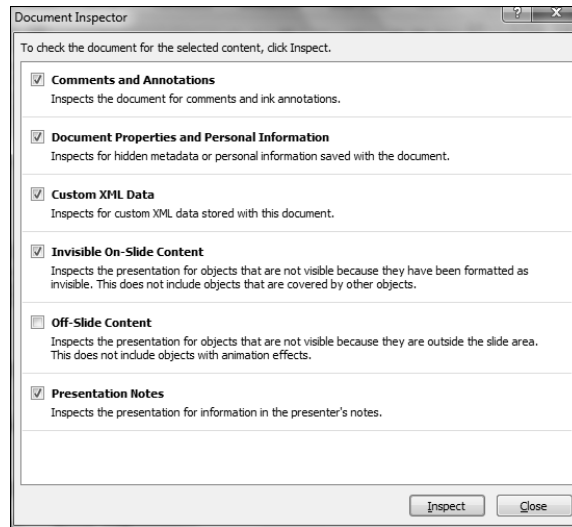 Document Inspector
To check the document for the selected content, click Inspect.
Comments and Annotations
Inspects the document for comments and ink annotations.
Document Properties and Personal Information
Inspects for hidden metadata or personal information saved with the document.
Custom XML Data
Inspects for custom XML data stored with this document.
Invisible On-Slide Content
Inspects the presentation for objects that are not visible because they have been formatted as
invisible. This does not include objects that are covered by other objects.
Off-Slide Content
Inspects the presentation for objects that are not visible because they are outside the slide area.
This does not include objects with animation effects.
Presentation Notes
Inspects the presentation for information in the presenter's notes.
Inspect Close